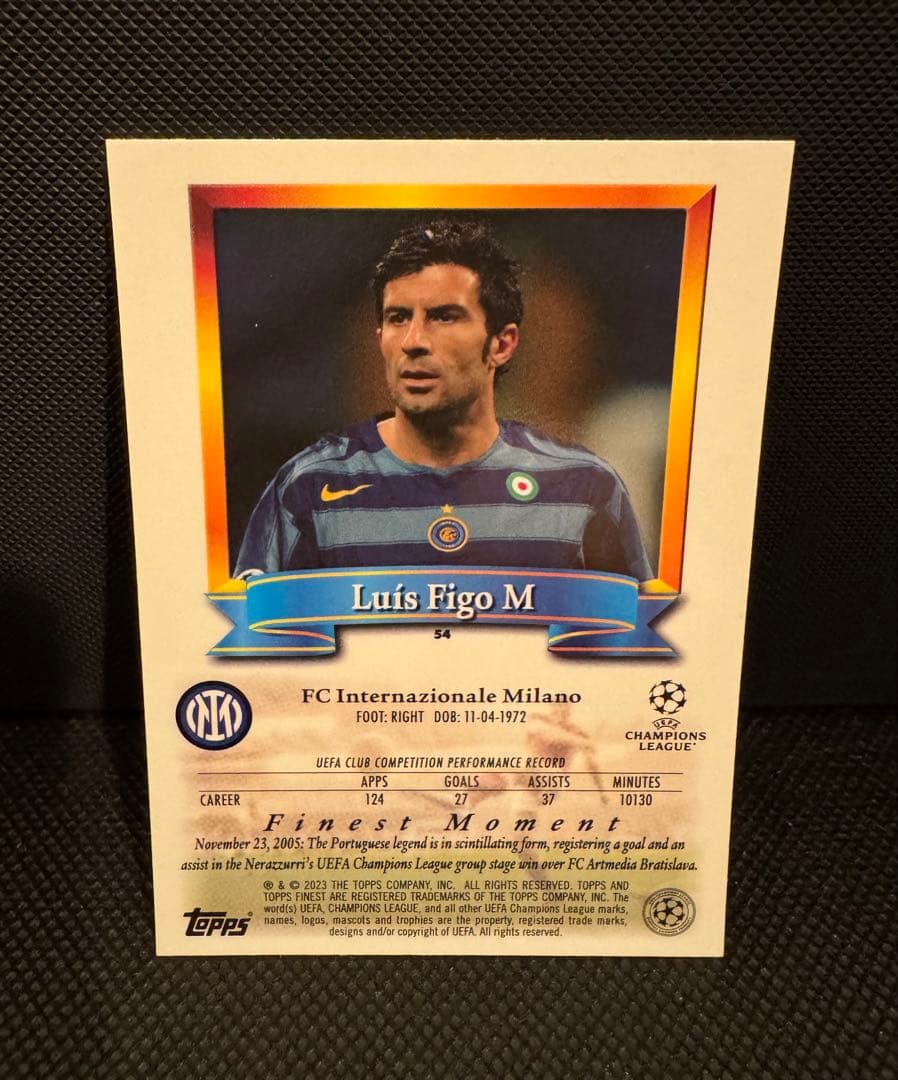 Luís Figo M
54
FC Internazionale Milano
FOOT: RIGHT DOB: 11-04-1972
UEFA
CHAMPIONS
LEAGUE®
UEFA CLUB COMPETITION PERFORMANCE RECORD
APPS GOALS ASSISTS MINUTES
CAREER 124 27 37 10130
Finest Moment
November 23, 2005: The Portuguese legend is in scintillating form, registering a goal and an
assist in the Nerazzurri's UEFA Champions League group stage win over FC Artmedia Bratislava.
® & © 2023 THE TOPPS COMPANY, INC. ALL RIGHTS RESERVED. TOPPS AND
TOPPS FINEST ARE REGISTERED TRADEMARKS OF THE TOPPS COMPANY, INC. The
word(s) UEFA, CHAMPIONS LEAGUE, and all other UEFA Champions League marks,
names, logos, mascots and trophies are the property, registered trade marks,
designs and/or copyright of UEFA. All rights reserved.
topps